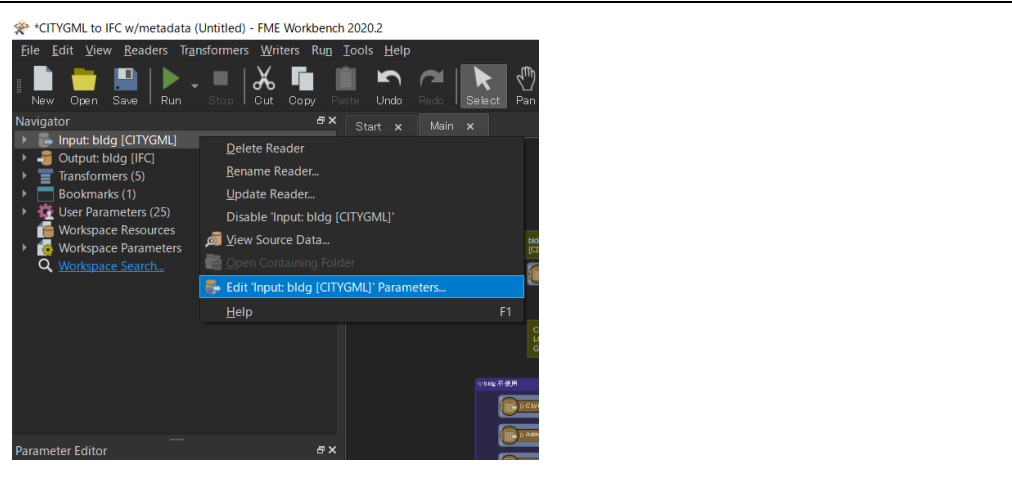 *CITYGML to IFC w/metadata (Untitled) - FME Workbench 2020.2
File Edit View Readers Transformers Writers Run Tools Help
New Open Save Run Stop Cut Copy Paste Undo Redo Select Pan
Navigator
Start Main
Input: bldg [CITYGML]
Output: bldg [IFC]
Transformers (5)
Bookmarks (1)
User Parameters (25)
Workspace Resources
Workspace Parameters
Workspace Search...
Delete Reader
Rename Reader...
Update Reader...
Disable 'Input: bldg [CITYGML]'
View Source Data...
Open Containing Folder
Edit 'Input: bldg [CITYGML]' Parameters...
Help F1
bldg 不使用
Parameter Editor